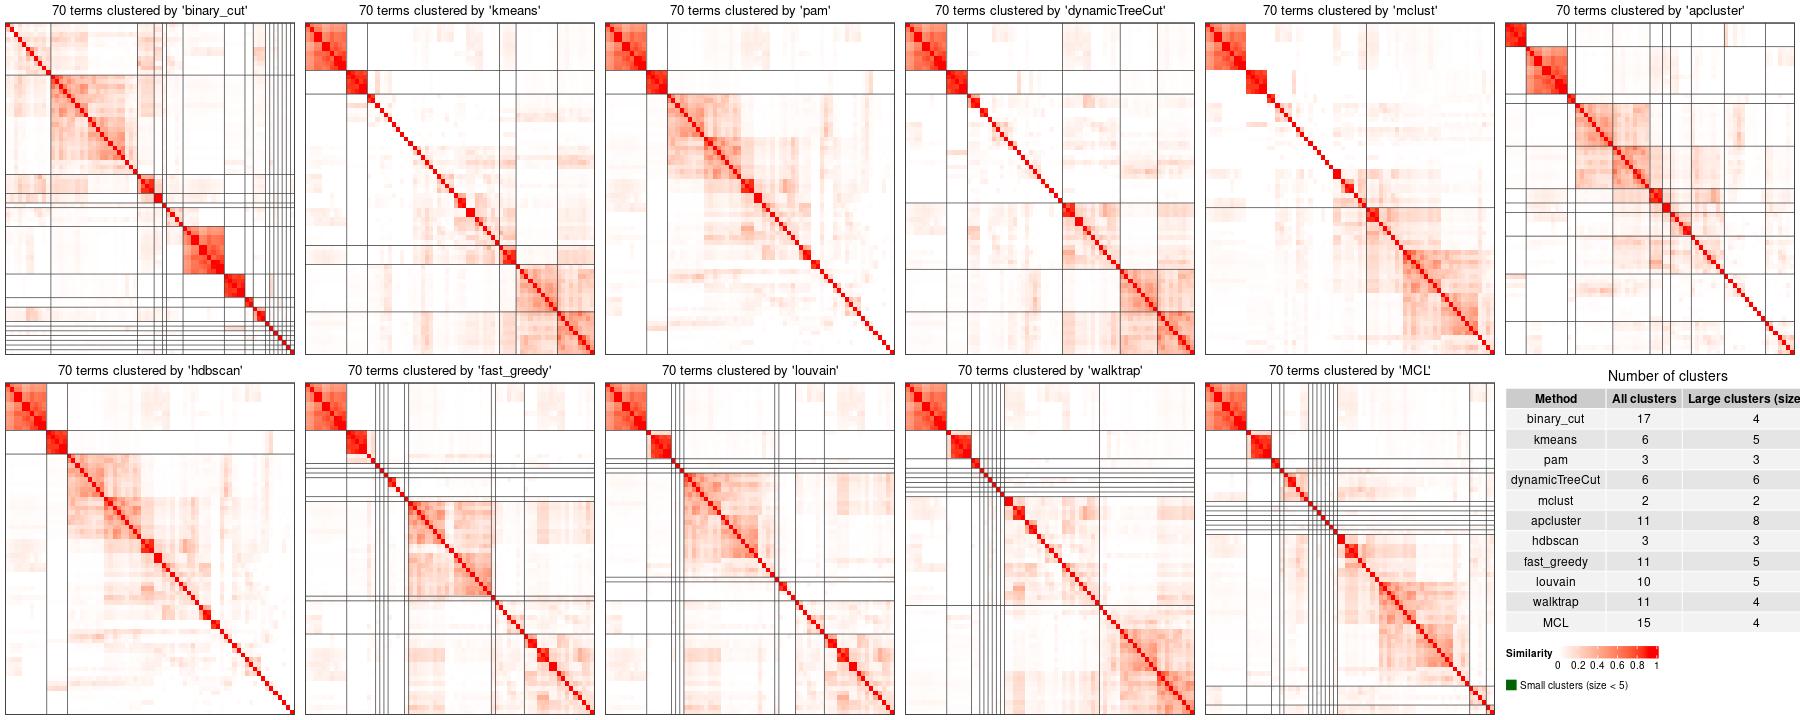 70 terms clustered by 'binary_cut'
70 terms clustered by 'kmeans'
70 terms clustered by 'pam'
70 terms clustered by 'dynamicTreeCut'
70 terms clustered by 'mclust'
70 terms clustered by 'apcluster'
70 terms clustered by 'hdbscan'
70 terms clustered by 'fast_greedy'
70 terms clustered by 'louvain'
70 terms clustered by 'walktrap'
70 terms clustered by 'MCL'
Number of clusters
Method All clusters Large clusters (size
binary_cut 17 4
kmeans 6 5
pam 3 3
dynamicTreeCut 6 6
mclust 2 2
apcluster 11 8
hdbscan 3 3
fast_greedy 11 5
louvain 10 5
walktrap 11 4
MCL 15 4
Similarity
0 0.2 0.4 0.6 0.8 1
Small clusters (size < 5)